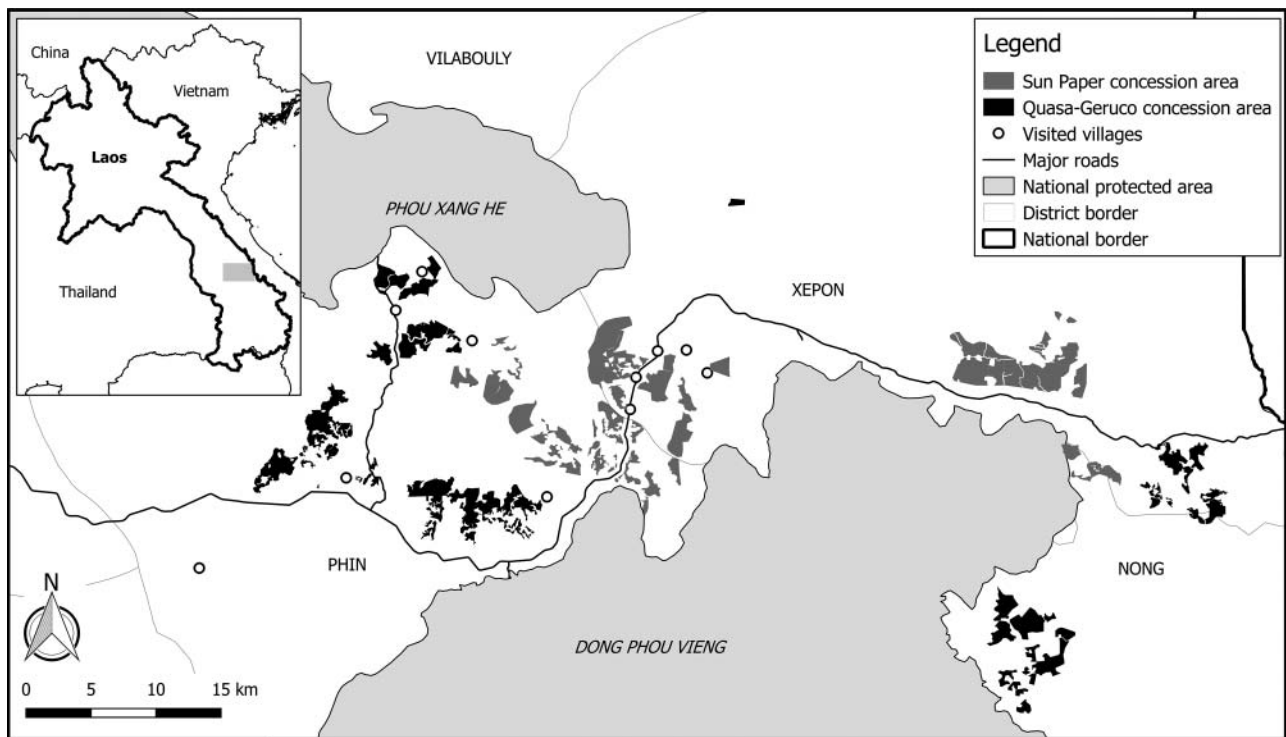 China
Vietnam
Laos
Thailand
VILABOULY
PHOU XANG HE
XEPON
PHIN
NONG
DONG PHOU VIENG
Legend
Sun Paper concession area
Quasa-Geruco concession area
Visited villages
Major roads
National protected area
District border
National border
N
0 5 10 15 km